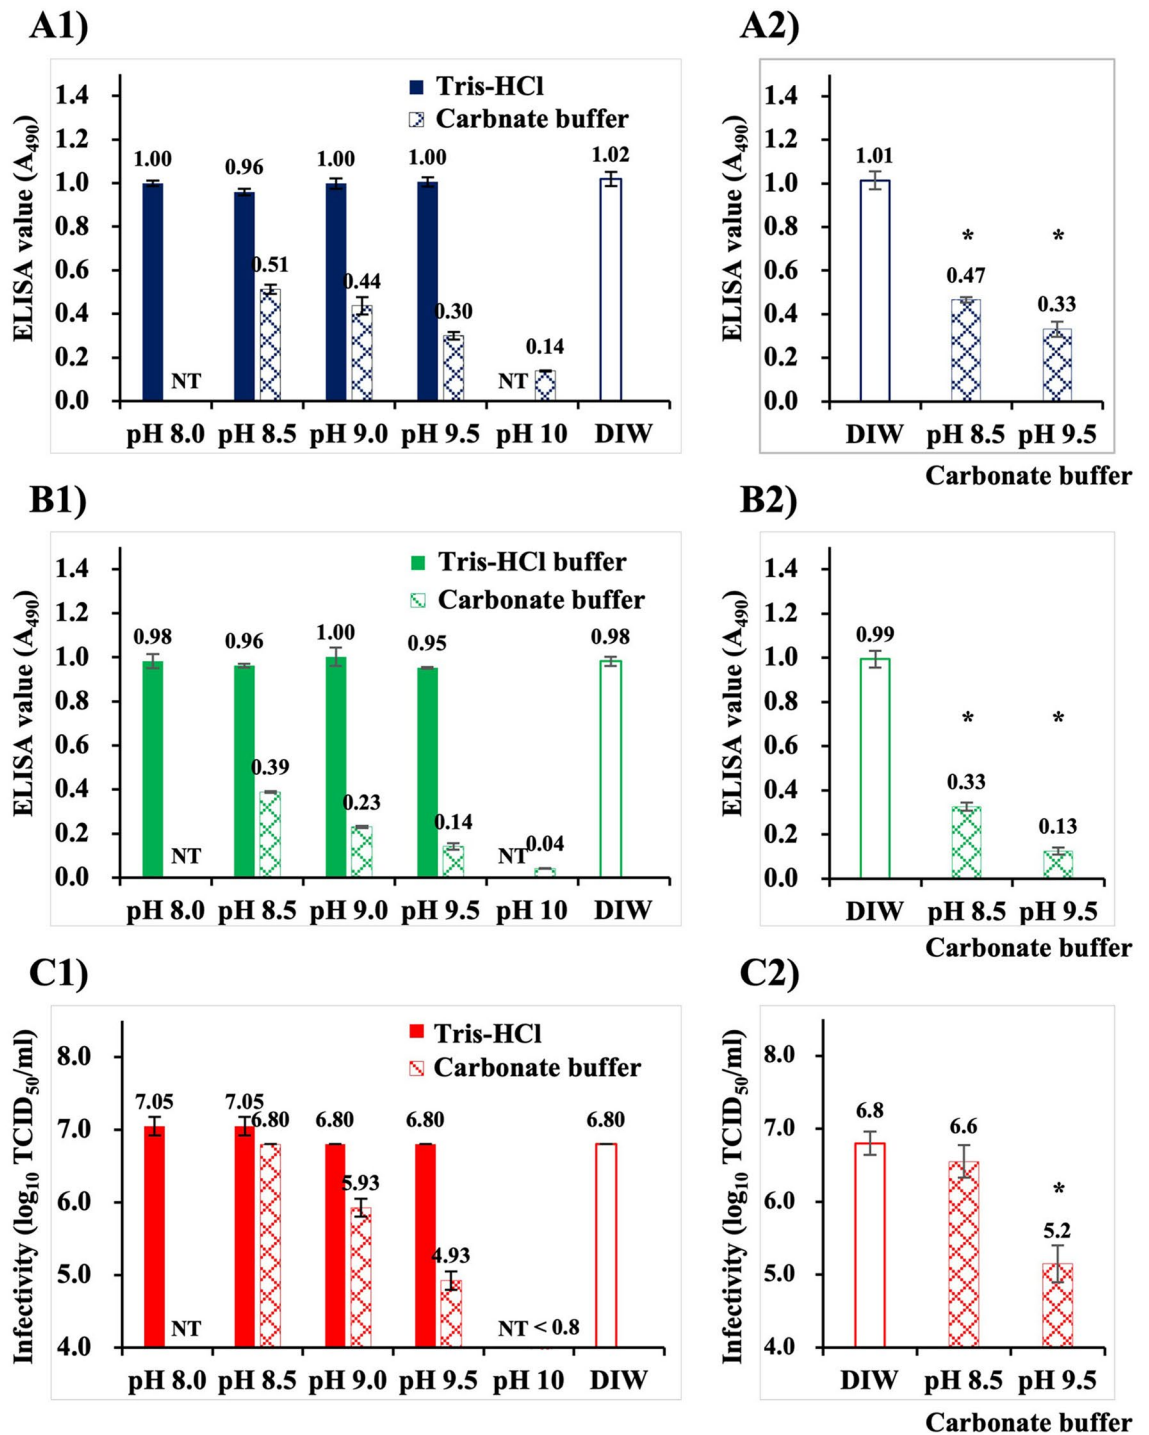 A1)
ELISA value (A490)
1.4
1.2
1.0
0.8
0.6
0.4
0.2
0.0
Tris-HCl
Carbnate buffer
1.00
0.96
1.00
1.00
1.02
0.51
0.44
0.30
0.14
NT
NT
pH 8.0 pH 8.5 pH 9.0 pH 9.5 pH 10 DIW
A2)
ELISA value (A490)
1.4
1.2
1.0
0.8
0.6
0.4
0.2
0.0
1.01
*
*
0.47
0.33
DIW pH 8.5 pH 9.5
Carbonate buffer
B1)
ELISA value (A490)
1.4
1.2
1.0
0.8
0.6
0.4
0.2
0.0
Tris-HCl buffer
Carbonate buffer
0.98
0.96
1.00
0.95
0.98
0.39
0.23
0.14
0.04
NT
NT
pH 8.0 pH 8.5 pH 9.0 pH 9.5 pH 10 DIW
B2)
ELISA value (A490)
1.4
1.2
1.0
0.8
0.6
0.4
0.2
0.0
0.99
*
*
0.33
0.13
DIW pH 8.5 pH 9.5
Carbonate buffer
C1)
Infectivity (log10 TCID50/ml)
8.0
7.0
6.0
5.0
4.0
Tris-HCl
Carbonate buffer
7.05
7.05
6.80
6.80
6.80
6.80
5.93
4.93
NT
NT < 0.8
pH 8.0 pH 8.5 pH 9.0 pH 9.5 pH 10 DIW
C2)
Infectivity (log10 TCID50/ml)
8.0
7.0
6.0
5.0
4.0
6.8
6.6
*
5.2
DIW pH 8.5 pH 9.5
Carbonate buffer